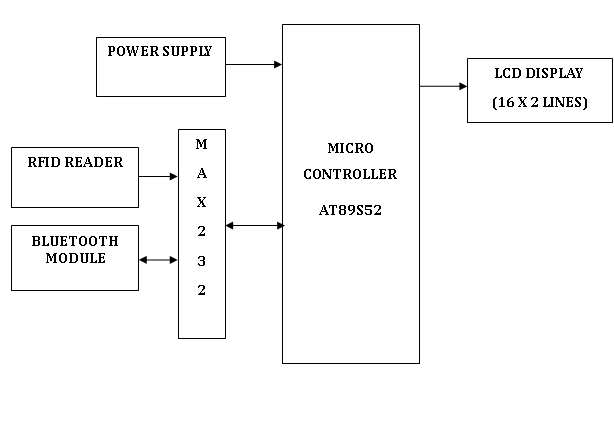 POWER SUPPLY
LCD DISPLAY
(16 X 2 LINES)
RFID READER
BLUETOOTH
MODULE
M
A
X
2
3
2
MICRO
CONTROLLER
AT89S52